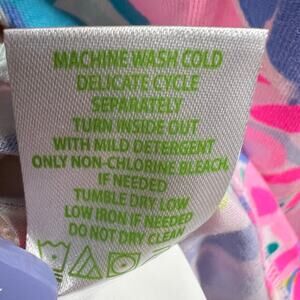 MACHINE WASH COLD
DELICATE CYCLE
SEPARATELY
TURN INSIDE OUT
WITH MILD DETERGENT
ONLY NON-CHLORINE BLEACH,
IF NEEDED
TUMBLE DRY LOW
LOW IRON IF NEEDED
DO NOT DRY CLEAN